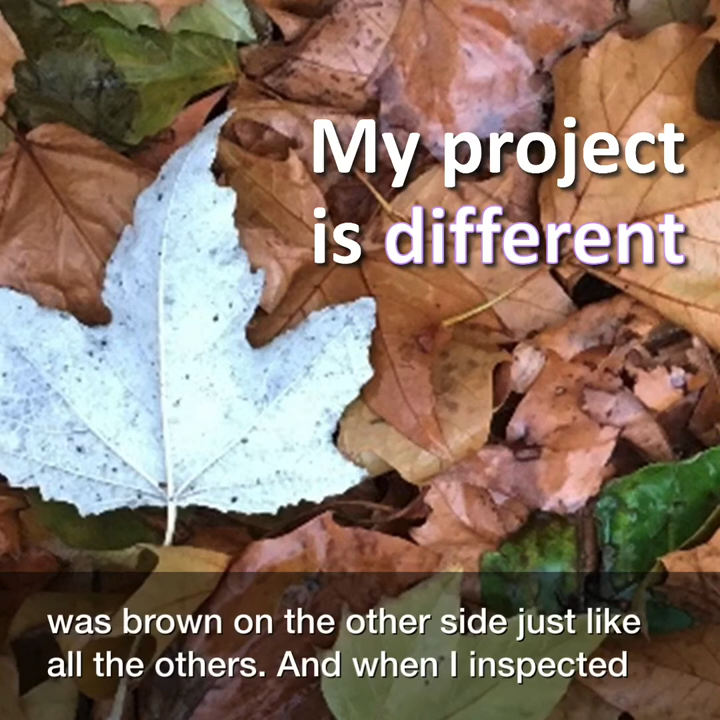 My project
is different
was brown on the other side just like
all the others. And when I inspected